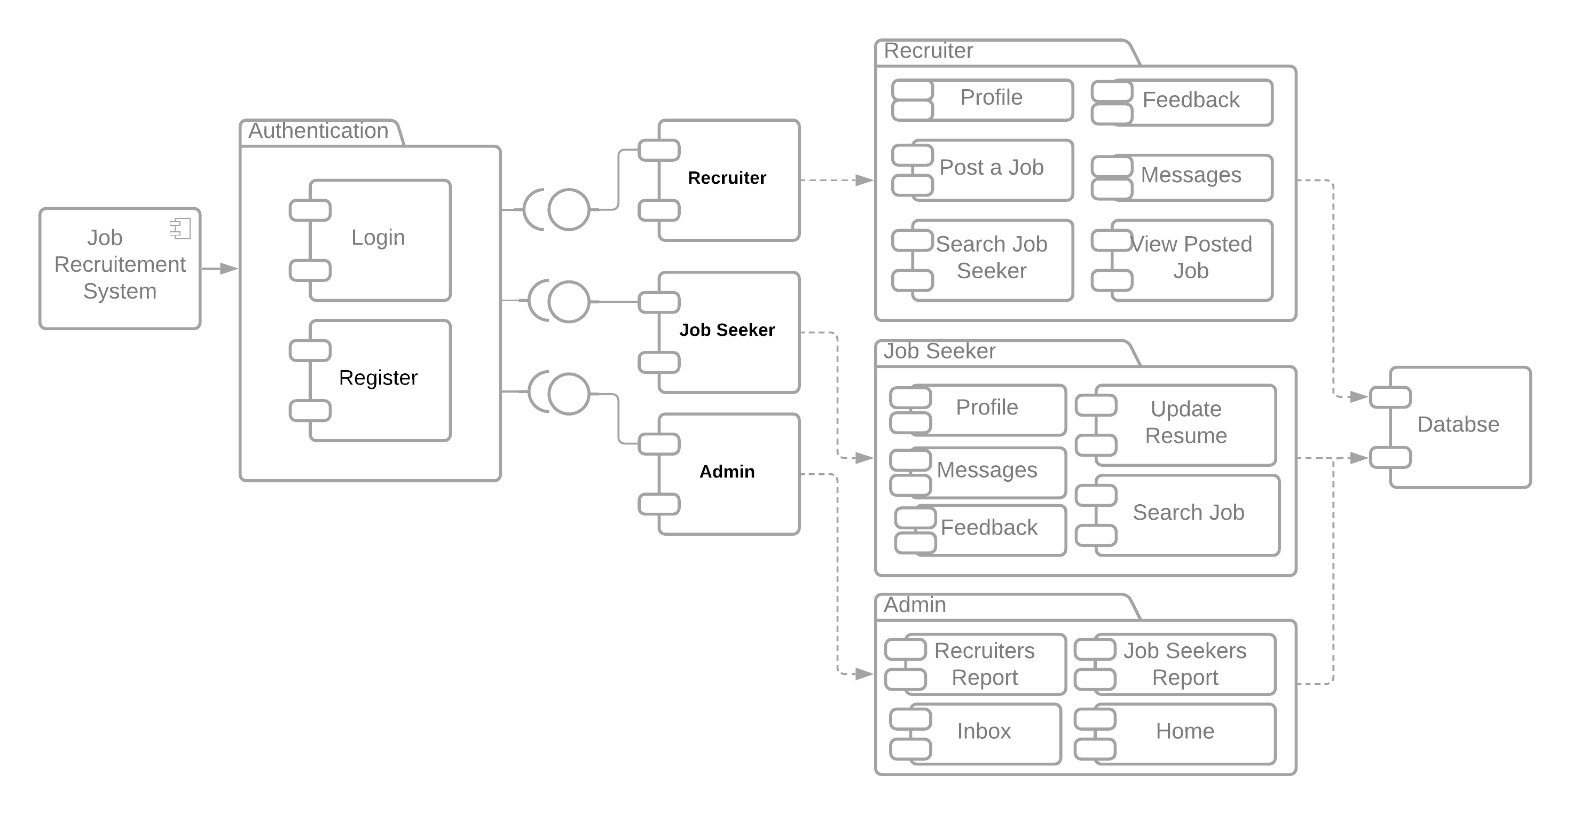 Job
Recruitement
System
Authentication
Login
Register
Recruiter
Job Seeker
Admin
Recruiter
Profile
Feedback
Post a Job
Messages
Search Job
Seeker
View Posted
Job
Job Seeker
Profile
Update
Resume
Messages
Search Job
Feedback
Admin
Recruiters
Report
Job Seekers
Report
Inbox
Home
Databse